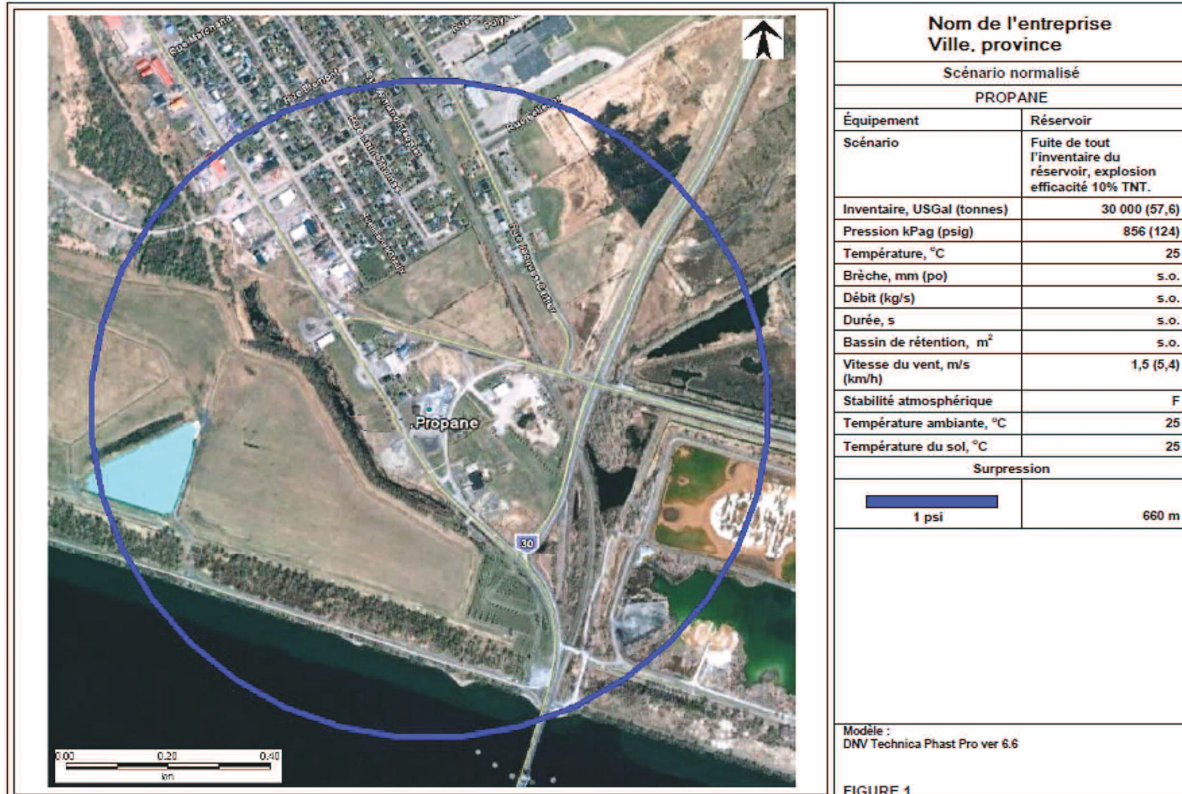 Nom de l'entreprise
Ville. province
Scénario normalisé
PROPANE
Équipement Réservoir
Scénario Fuite de tout
l'inventaire du
réservoir, explosion
efficacité 10% TNT.
Inventaire, USGal (tonnes) 30 000 (57,6)
Pression kPag (psig) 856 (124)
Température, °C 25
Brèche, mm (po) s.o.
Débit (kg/s) s.o.
Durée, s s.o.
Bassin de rétention, m² s.o.
Vitesse du vent, m/s 1,5 (5,4)
(km/h)
Stabilité atmosphérique F
Température ambiante, °C 25
Température du sol, °C 25
Surpression
1 psi 660 m
Modèle :
DNV Technica Phast Pro ver 6.6
FIGURE 1
Rue Marchand
Propane
30
0.00 0.20 0.40
km